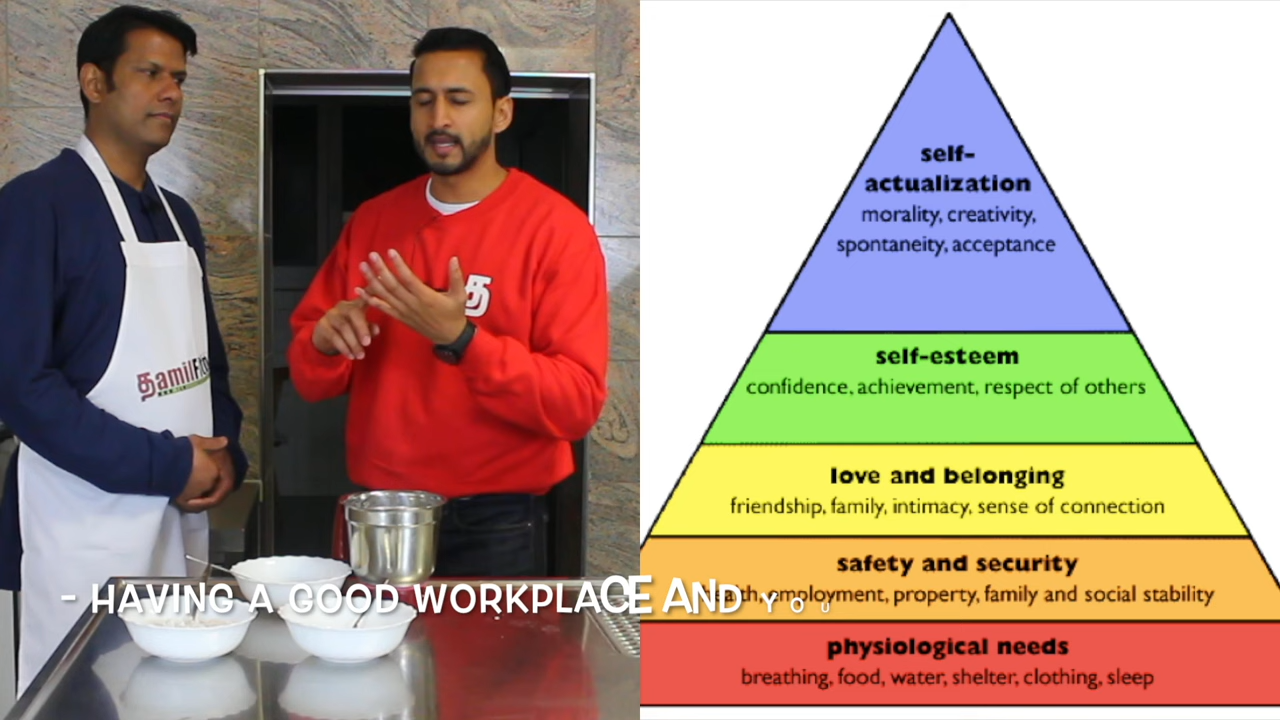 த
தamilFit
- HAVING A GOOD WORKPLACE AND YOU
self-
actualization
morality, creativity,
spontaneity, acceptance
self-esteem
confidence, achievement, respect of others
love and belonging
friendship, family, intimacy, sense of connection
safety and security
health, employment, property, family and social stability
physiological needs
breathing, food, water, shelter, clothing, sleep